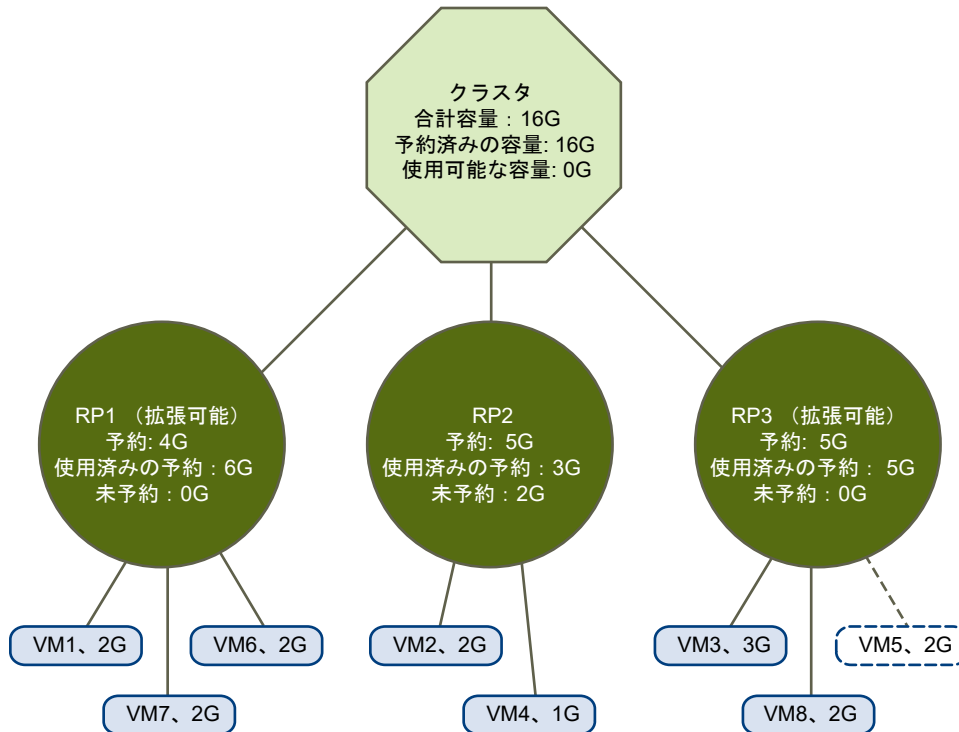 クラスタ
合計容量：16G
予約済みの容量: 16G
使用可能な容量: 0G
RP1 （拡張可能）
予約: 4G
使用済みの予約：6G
未予約：0G
RP2
予約: 5G
使用済みの予約：3G
未予約：2G
RP3 （拡張可能）
予約: 5G
使用済みの予約： 5G
未予約：0G
VM1、2G
VM6、2G
VM2、2G
VM3、3G
VM5、2G
VM7、2G
VM4、1G
VM8、2G